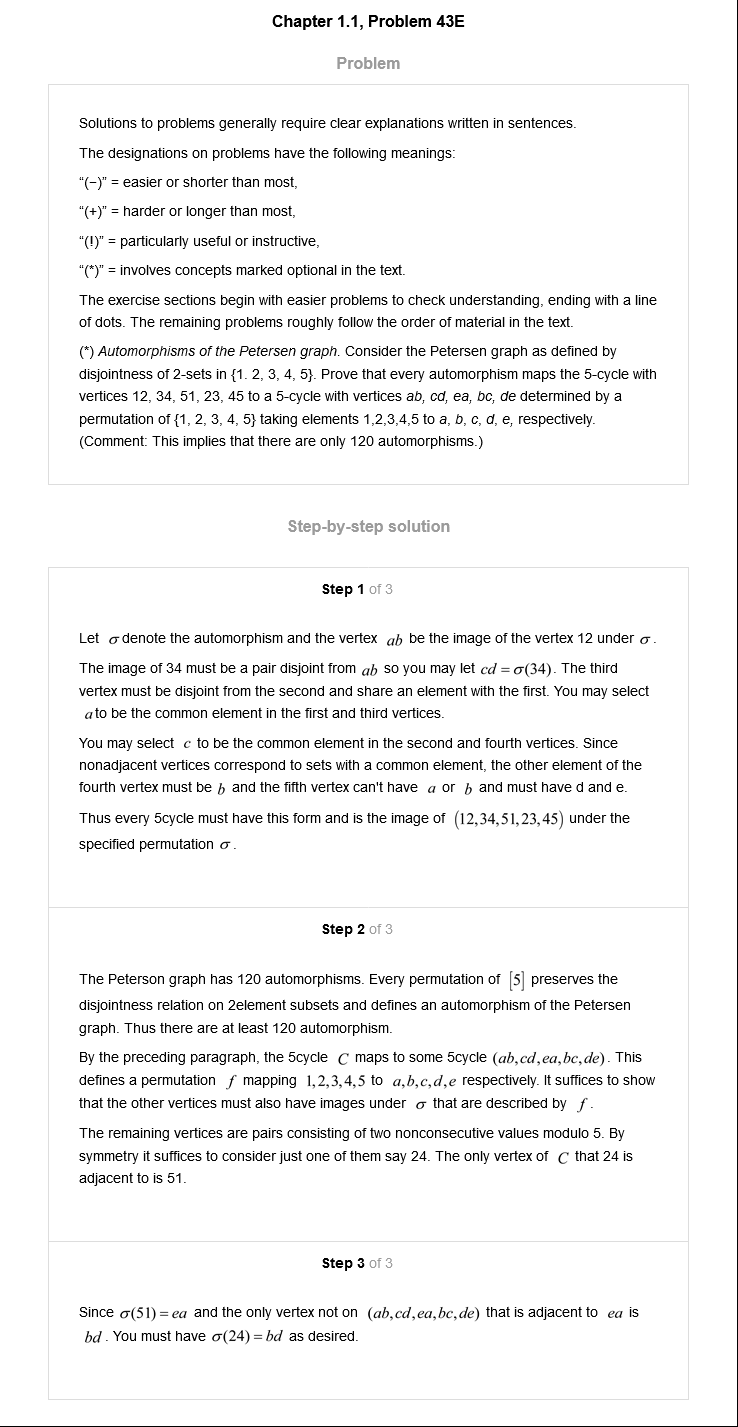 Chapter 1.1, Problem 43E
Problem
Solutions to problems generally require clear explanations written in sentences.
The designations on problems have the following meanings:
“(−)” = easier or shorter than most,
“(+)” = harder or longer than most,
“(!)” = particularly useful or instructive,
“(*)” = involves concepts marked optional in the text.
The exercise sections begin with easier problems to check understanding, ending with a line
of dots. The remaining problems roughly follow the order of material in the text.
(*) Automorphisms of the Petersen graph. Consider the Petersen graph as defined by
disjointness of 2-sets in {1. 2, 3, 4, 5}. Prove that every automorphism maps the 5-cycle with
vertices 12, 34, 51, 23, 45 to a 5-cycle with vertices ab, cd, ea, bc, de determined by a
permutation of {1, 2, 3, 4, 5} taking elements 1,2,3,4,5 to a, b, c, d, e, respectively.
(Comment: This implies that there are only 120 automorphisms.)
Step-by-step solution
Step 1 of 3
Let σ denote the automorphism and the vertex ab be the image of the vertex 12 under σ.
The image of 34 must be a pair disjoint from ab so you may let cd = σ(34). The third
vertex must be disjoint from the second and share an element with the first. You may select
a to be the common element in the first and third vertices.
You may select c to be the common element in the second and fourth vertices. Since
nonadjacent vertices correspond to sets with a common element, the other element of the
fourth vertex must be b and the fifth vertex can't have a or b and must have d and e.
Thus every 5cycle must have this form and is the image of (12,34,51,23,45) under the
specified permutation σ.
Step 2 of 3
The Peterson graph has 120 automorphisms. Every permutation of [5] preserves the
disjointness relation on 2element subsets and defines an automorphism of the Petersen
graph. Thus there are at least 120 automorphism.
By the preceding paragraph, the 5cycle C maps to some 5cycle (ab,cd,ea,bc,de). This
defines a permutation f mapping 1,2,3,4,5 to a,b,c,d,e respectively. It suffices to show
that the other vertices must also have images under σ that are described by f.
The remaining vertices are pairs consisting of two nonconsecutive values modulo 5. By
symmetry it suffices to consider just one of them say 24. The only vertex of C that 24 is
adjacent to is 51.
Step 3 of 3
Since σ(51) = ea and the only vertex not on (ab,cd,ea,bc,de) that is adjacent to ea is
bd. You must have σ(24) = bd as desired.